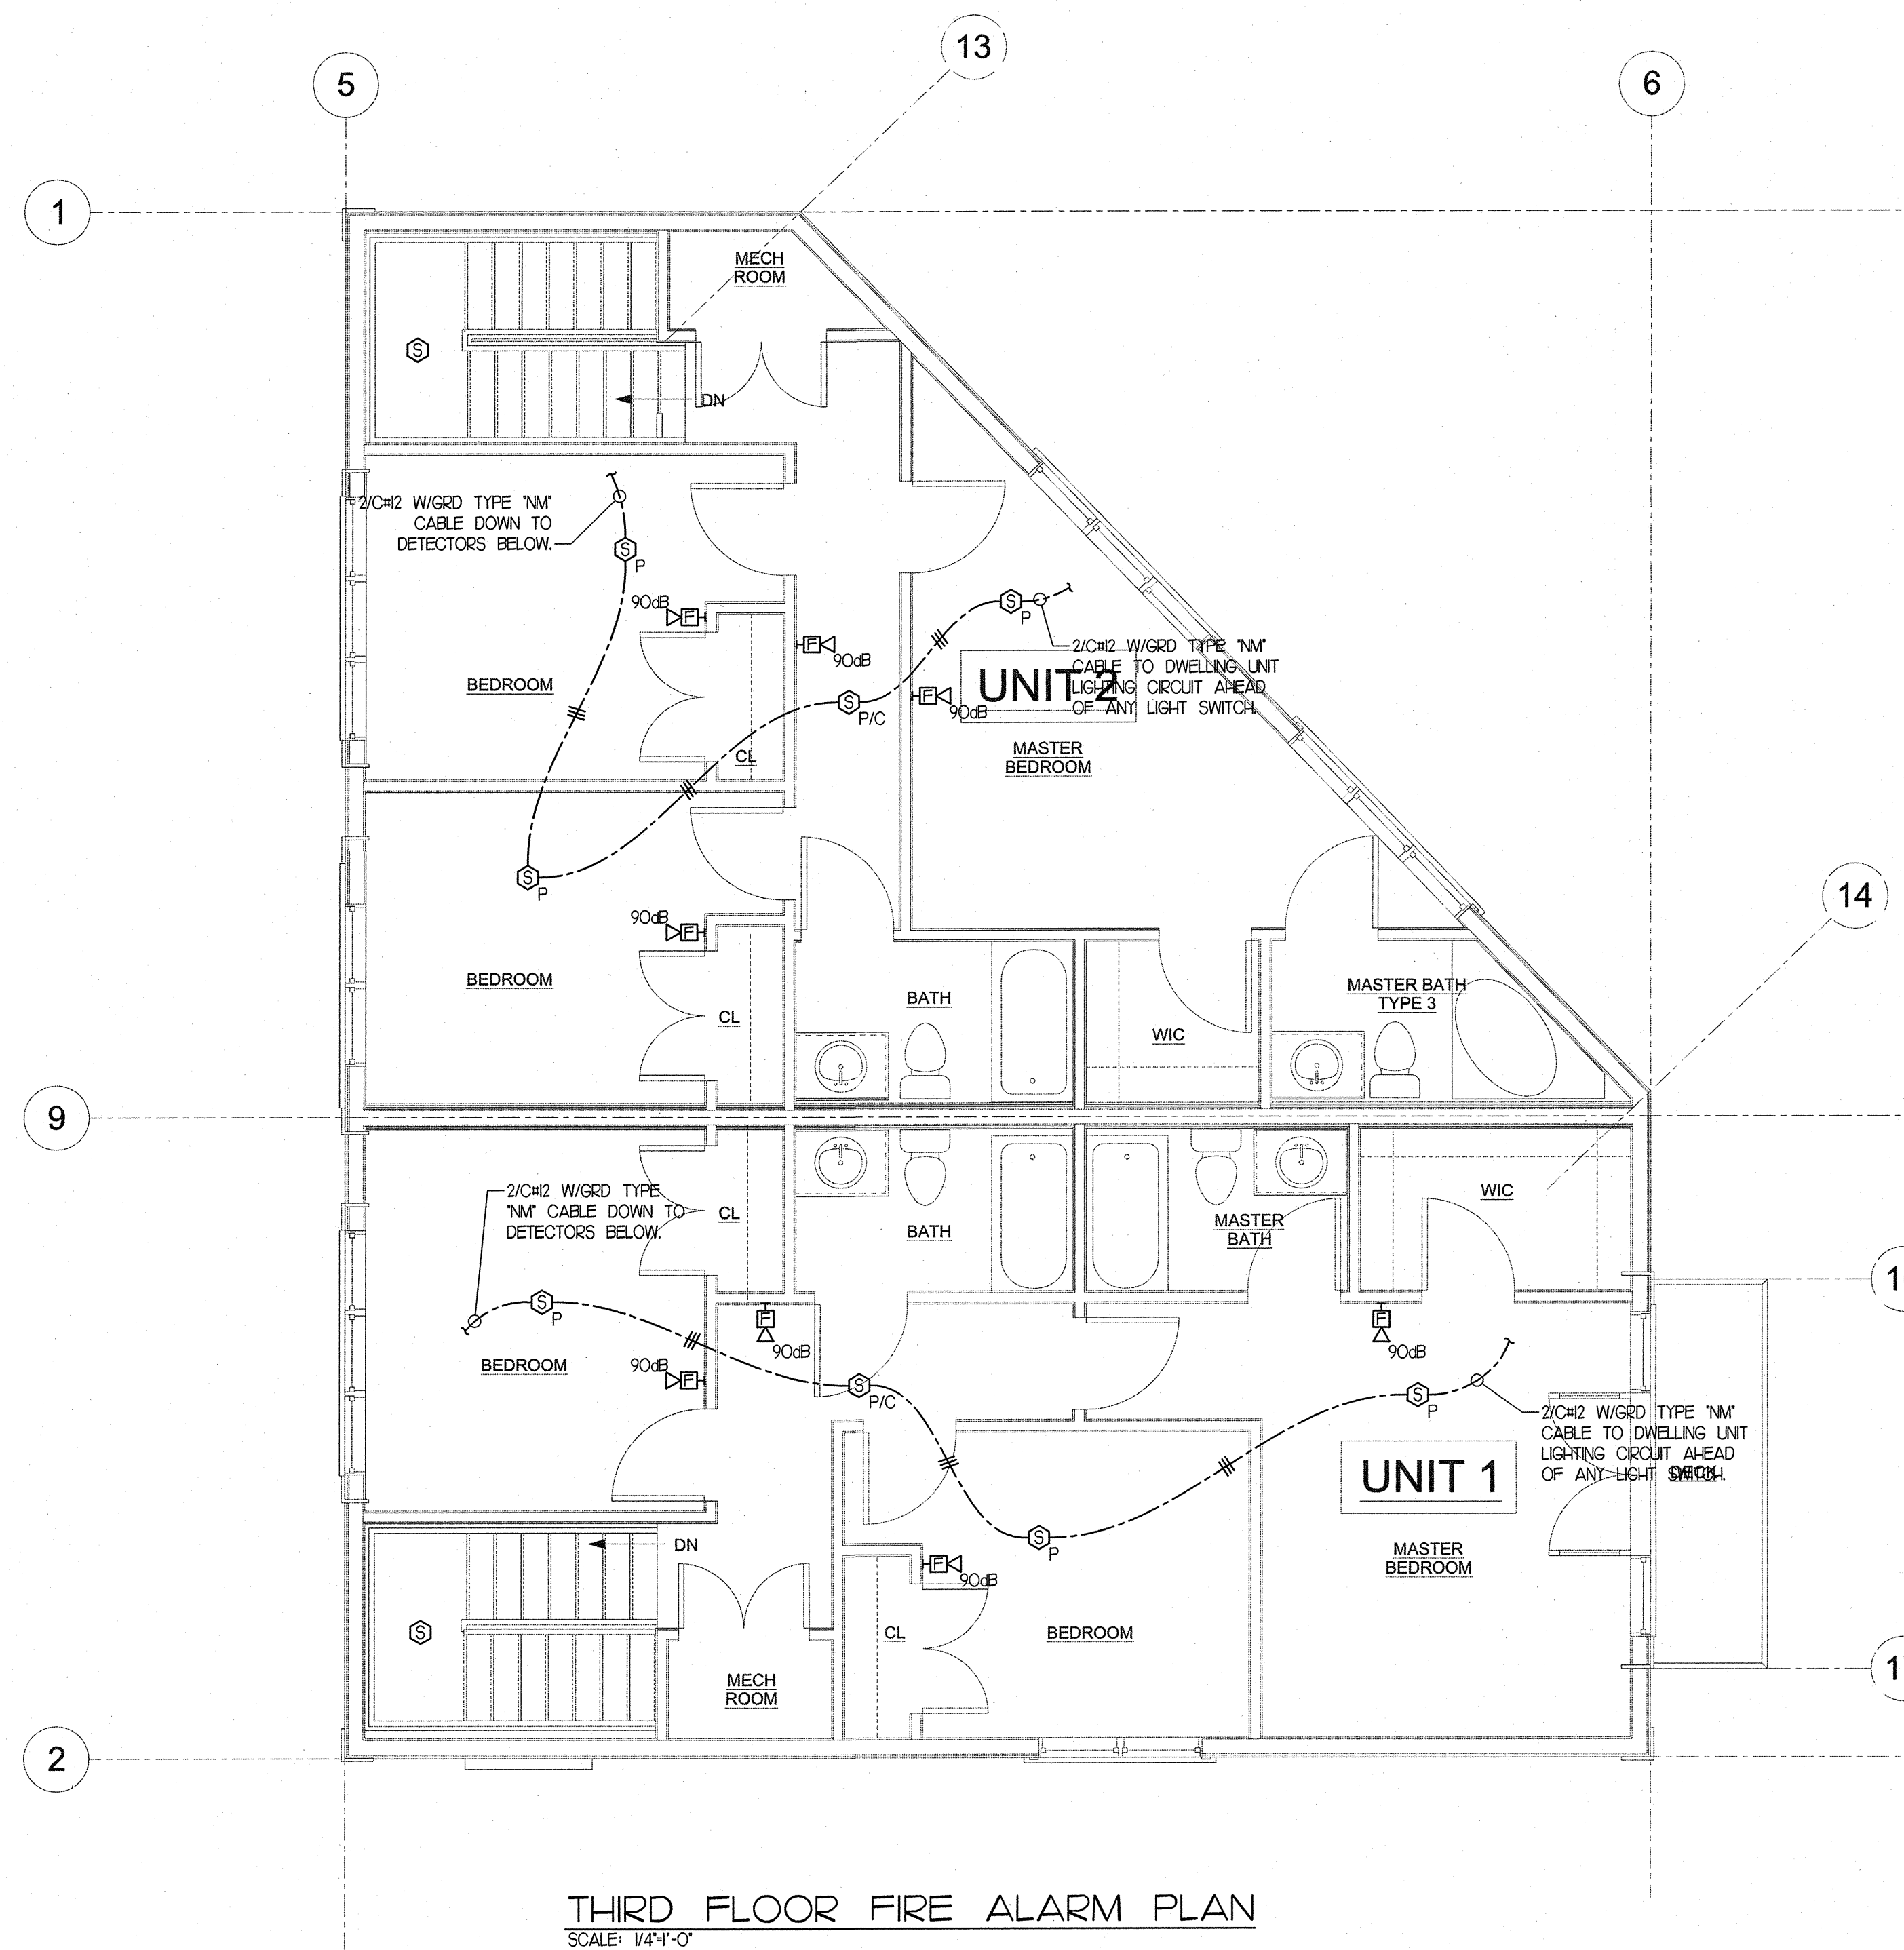 13
5
6
1
MECH
ROOM
S
DN
2/C#12 W/GRD TYPE "NM"
CABLE DOWN TO
DETECTORS BELOW.
S
P
90dB
F
F
90dB
S
P
2/C#12 W/GRD TYPE "NM"
CABLE TO DWELLING UNIT
LIGHTING CIRCUIT AHEAD
OF ANY LIGHT SWITCH.
UNIT 2
BEDROOM
S
P/C
F
90dB
CL
MASTER
BEDROOM
S
P
14
90dB
F
BEDROOM
CL
BATH
WIC
MASTER BATH
TYPE 3
9
2/C#12 W/GRD TYPE
"NM" CABLE DOWN TO
DETECTORS BELOW.
CL
BATH
MASTER
BATH
WIC
1
S
P
F
90dB
F
90dB
BEDROOM
90dB
F
S
P/C
S
P
2/C#12 W/GRD TYPE "NM"
CABLE TO DWELLING UNIT
LIGHTING CIRCUIT AHEAD
OF ANY LIGHT SWITCH.
DECK
UNIT 1
DN
S
P
F
90dB
MASTER
BEDROOM
S
CL
BEDROOM
1
MECH
ROOM
2
THIRD FLOOR FIRE ALARM PLAN
SCALE: 1/4"=1'-0"